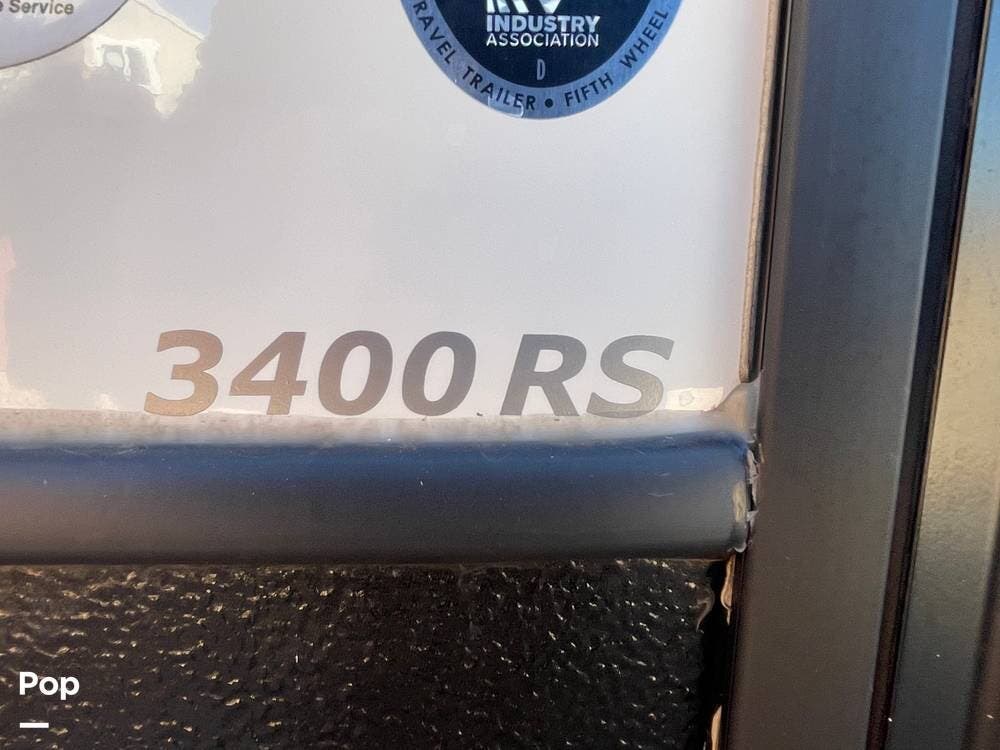 e Service
RV
INDUSTRY
ASSOCIATION
D
TRAVEL TRAILER • FIFTH WHEEL
3400 RS
Pop